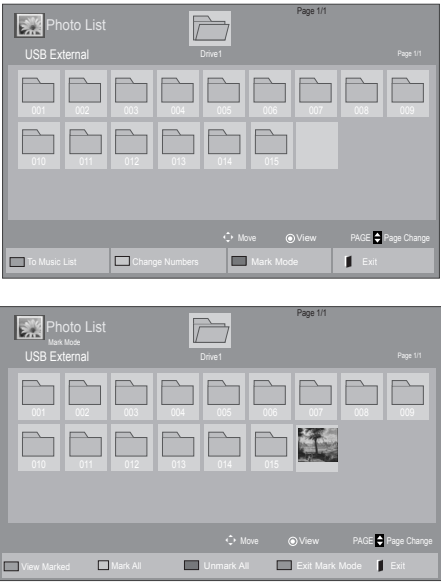 Page 1/1
Photo List
USB External
Drive1
Page 1/1
001 002 003 004 005 006 007 008 009
010 011 012 013 014 015
Move View PAGE Page Change
To Music List Change Numbers Mark Mode Exit
Page 1/1
Photo List
Mark Mode
USB External
Drive1
Page 1/1
001 002 003 004 005 006 007 008 009
010 011 012 013 014 015
Move View PAGE Page Change
View Marked Mark All Unmark All Exit Mark Mode Exit